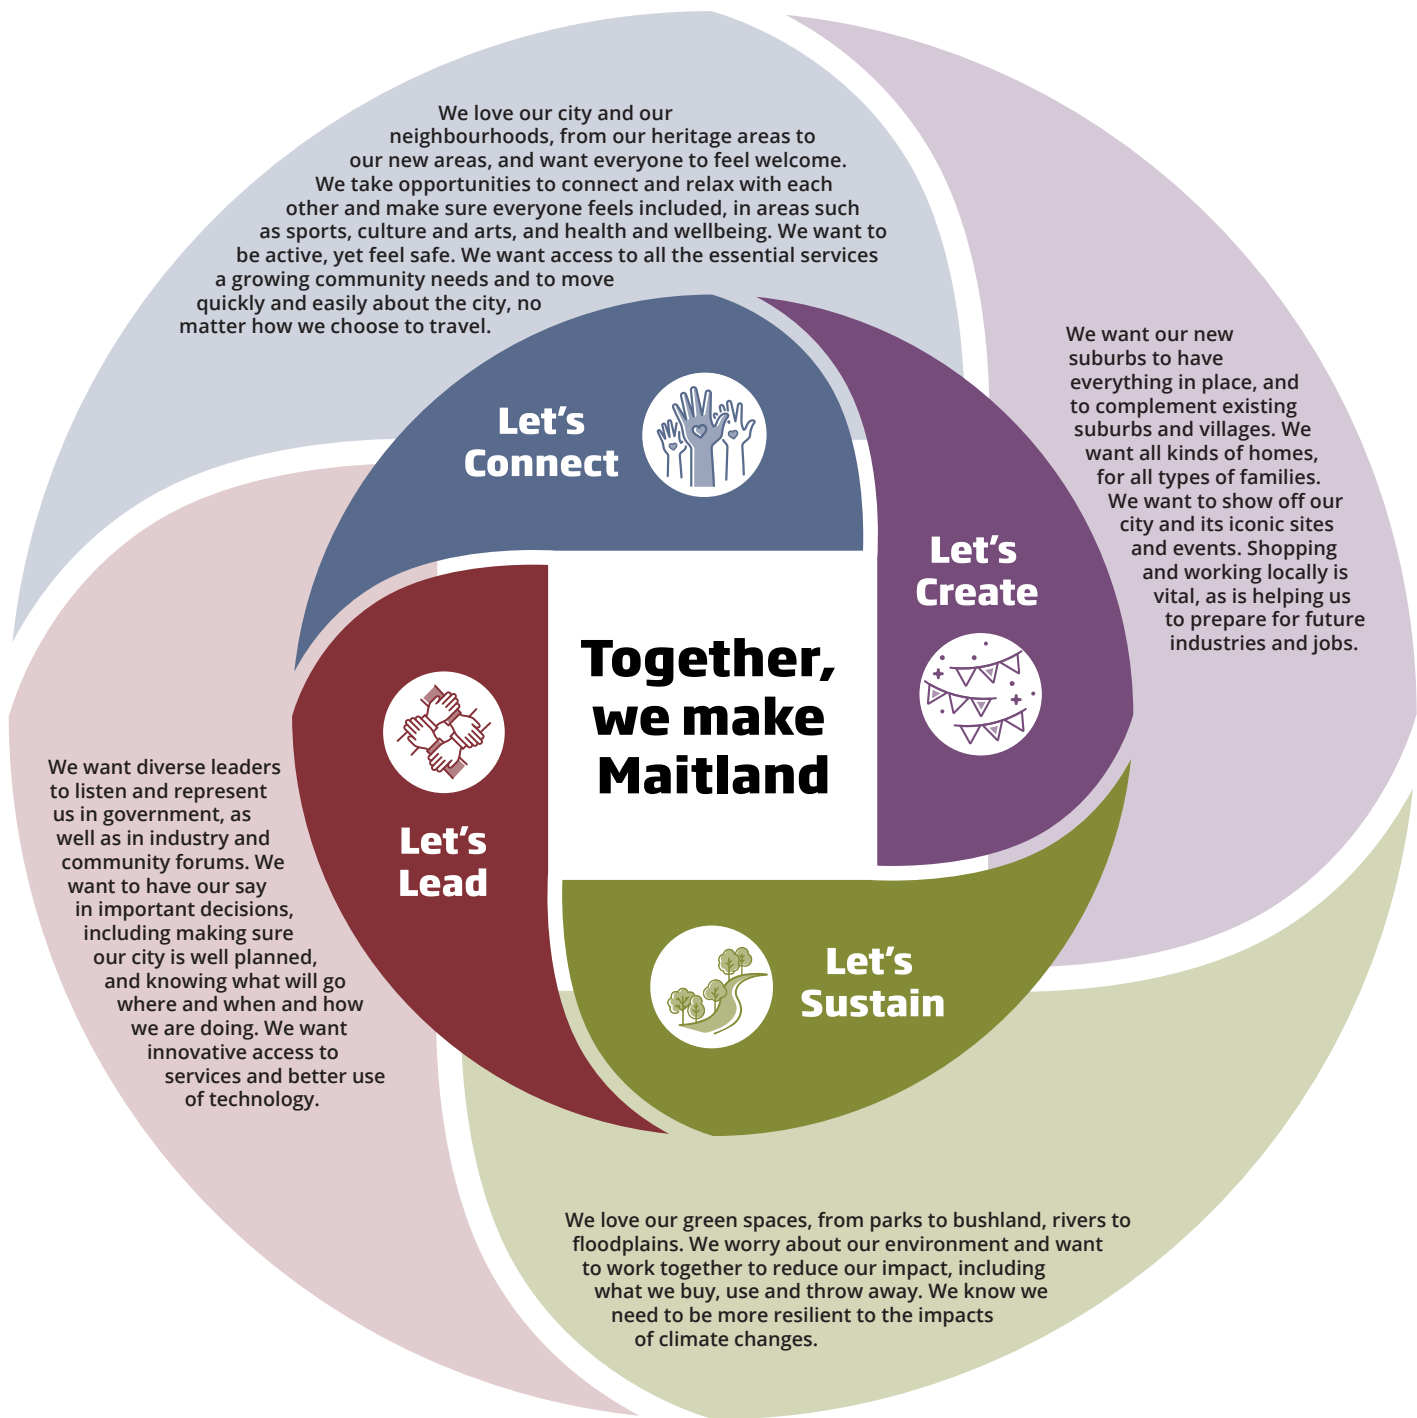 We love our city and our
neighbourhoods, from our heritage areas to
our new areas, and want everyone to feel welcome.
We take opportunities to connect and relax with each
other and make sure everyone feels included, in areas such
as sports, culture and arts, and health and wellbeing. We want to
be active, yet feel safe. We want access to all the essential services
a growing community needs and to move
quickly and easily about the city, no
matter how we choose to travel.
Let's
Connect
We want our new
suburbs to have
everything in place, and
to complement existing
suburbs and villages. We
want all kinds of homes,
for all types of families.
We want to show off our
city and its iconic sites
and events. Shopping
and working locally is
vital, as is helping us
to prepare for future
industries and jobs.
Let's
Create
Together,
we make
Maitland
We want diverse leaders
to listen and represent
us in government, as
well as in industry and
community forums. We
want to have our say
in important decisions,
including making sure
our city is well planned,
and knowing what will go
where and when and how
we are doing. We want
innovative access to
services and better use
of technology.
Let's
Lead
Let's
Sustain
We love our green spaces, from parks to bushland, rivers to
floodplains. We worry about our environment and want
to work together to reduce our impact, including
what we buy, use and throw away. We know we
need to be more resilient to the impacts
of climate changes.